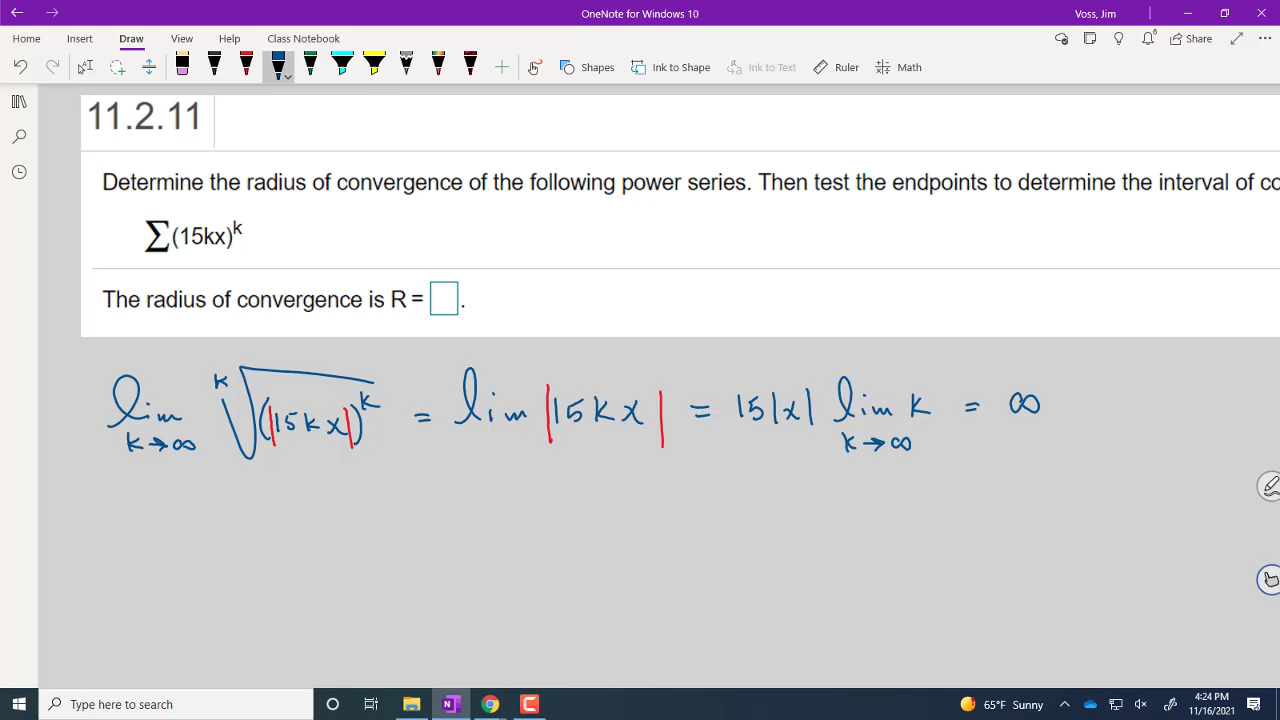 OneNote for Windows 10
Voss, Jim
Home Insert Draw View Help Class Notebook
Share
Shapes Ink to Shape Ink to Text Ruler Math
11.2.11
Determine the radius of convergence of the following power series. Then test the endpoints to determine the interval of co
∑(15kx)^k
The radius of convergence is R = .
lim k→∞ ᵏ√(|15kx|)^k = lim |15kx| = 15|x| lim k→∞ k = ∞
Type here to search
65°F Sunny
4:24 PM
11/16/2021